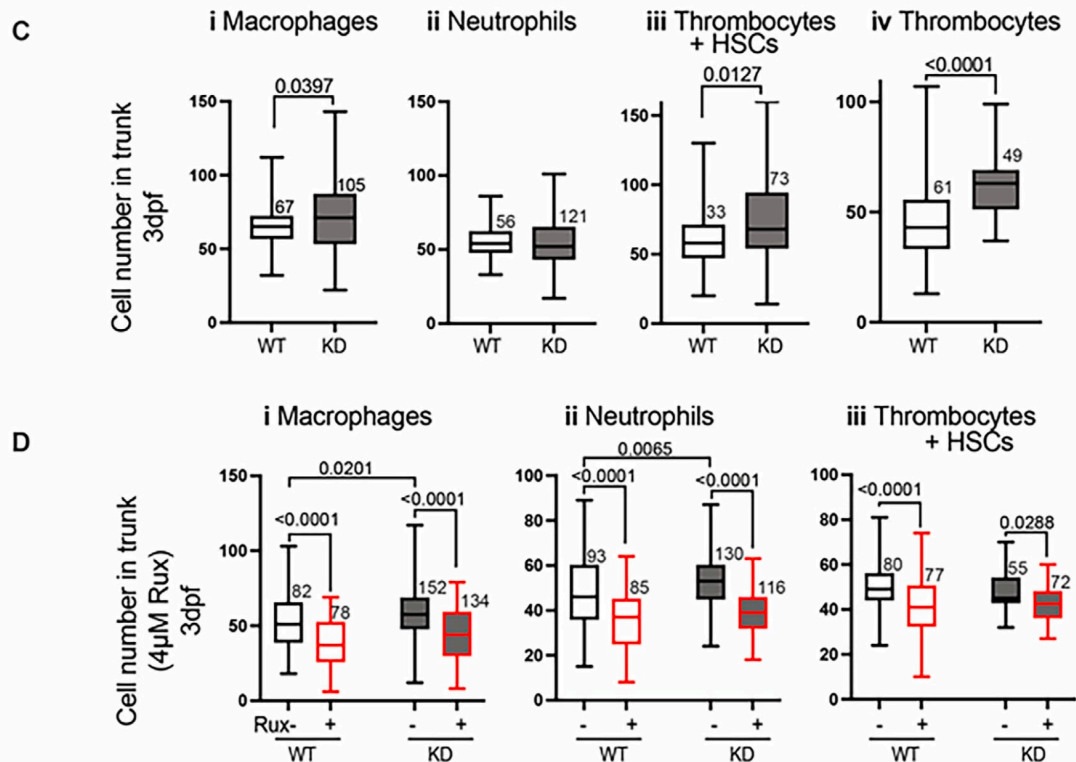 C
i Macrophages
ii Neutrophils
iii Thrombocytes
+ HSCs
iv Thrombocytes
Cell number in trunk
3dpf
0.0397
150
100
50
0
67
105
WT
KD
150
100
50
0
56
121
WT
KD
0.0127
150
100
50
0
33
73
WT
KD
<0.0001
100
50
0
61
49
WT
KD
D
i Macrophages
ii Neutrophils
iii Thrombocytes
+ HSCs
Cell number in trunk
(4µM Rux)
3dpf
0.0201
<0.0001
<0.0001
150
100
50
0
82
78
152
134
Rux-
+
-
+
WT
KD
0.0065
<0.0001
<0.0001
100
80
60
40
20
0
93
85
130
116
-
+
-
+
WT
KD
<0.0001
0.0288
100
80
60
40
20
0
80
77
55
72
-
+
-
+
WT
KD